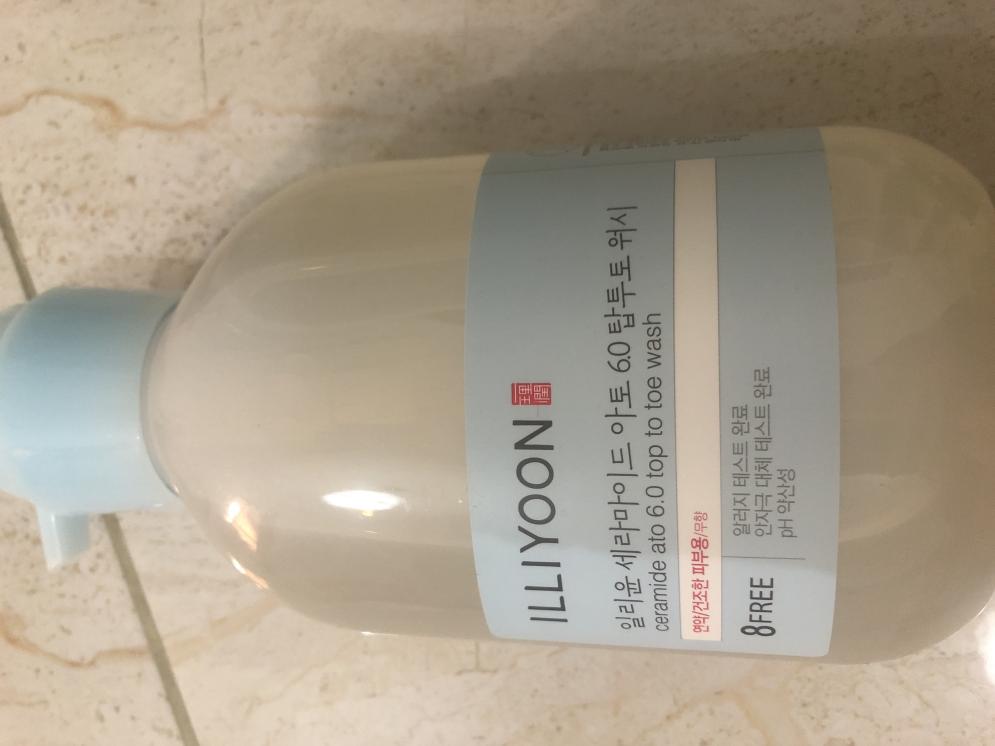 ILLIYOON
일리윤 세라마이드 아토 6.0 탑투토 워시
ceramide ato 6.0 top to toe wash
연약/건조한 피부용/무향
8FREE
알러지 테스트 완료
안자극 대체 테스트 완료
pH 약산성